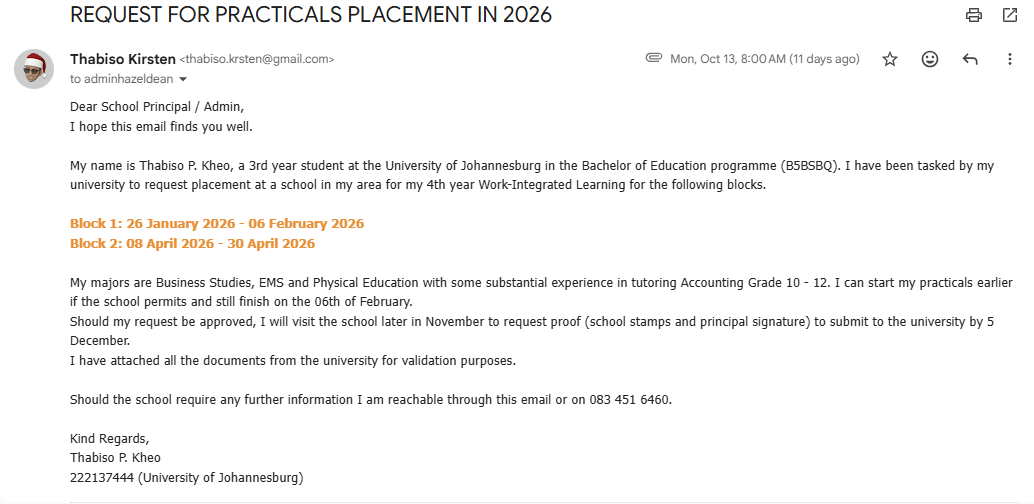 REQUEST FOR PRACTICALS PLACEMENT IN 2026
Thabiso Kirsten <thabiso.krsten@gmail.com>
Mon, Oct 13, 8:00 AM (11 days ago)
to adminhazeldean
Dear School Principal / Admin,
I hope this email finds you well.
My name is Thabiso P. Kheo, a 3rd year student at the University of Johannesburg in the Bachelor of Education programme (B5BSBQ). I have been tasked by my
university to request placement at a school in my area for my 4th year Work-Integrated Learning for the following blocks.
Block 1: 26 January 2026 - 06 February 2026
Block 2: 08 April 2026 - 30 April 2026
My majors are Business Studies, EMS and Physical Education with some substantial experience in tutoring Accounting Grade 10 - 12. I can start my practicals earlier
if the school permits and still finish on the 06th of February.
Should my request be approved, I will visit the school later in November to request proof (school stamps and principal signature) to submit to the university by 5
December.
I have attached all the documents from the university for validation purposes.
Should the school require any further information I am reachable through this email or on 083 451 6460.
Kind Regards,
Thabiso P. Kheo
222137444 (University of Johannesburg)